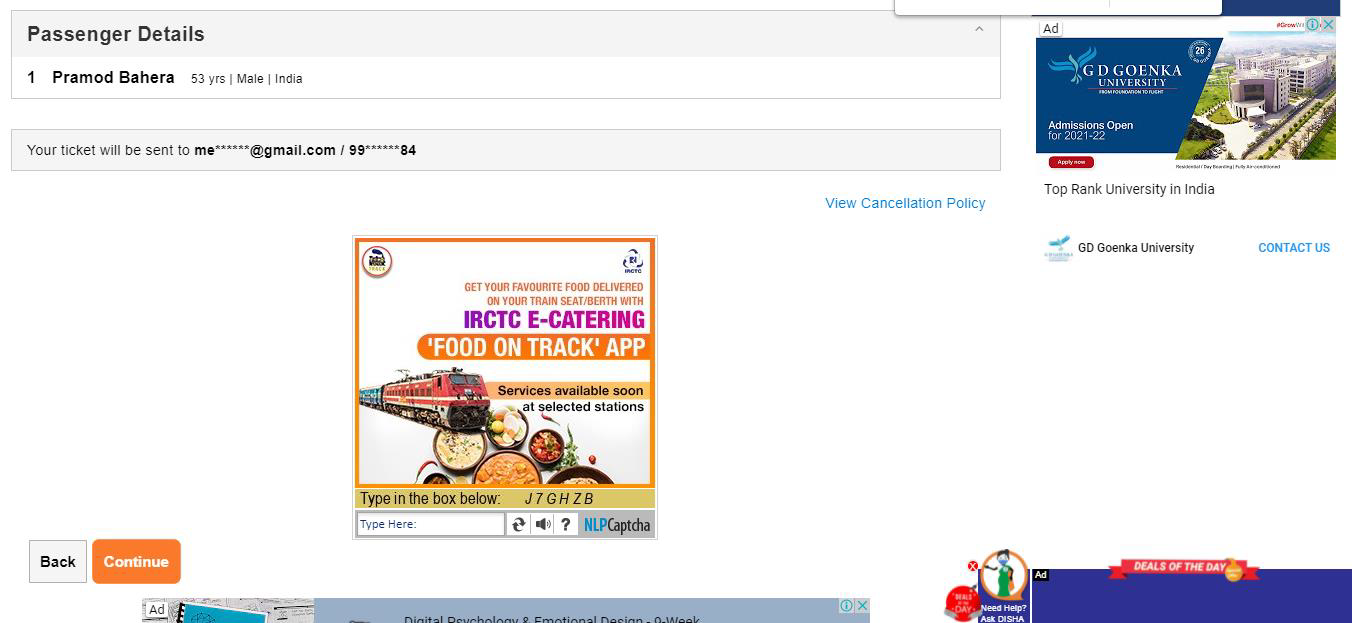 Passenger Details
1 Pramod Bahera 53 yrs | Male | India
Your ticket will be sent to me******@gmail.com / 99******84
View Cancellation Policy
TRACK
IRCTC
GET YOUR FAVOURITE FOOD DELIVERED
ON YOUR TRAIN SEAT/BERTH WITH
IRCTC E-CATERING
'FOOD ON TRACK' APP
Services available soon
at selected stations
Type in the box below: J 7 G H Z B
Type Here:
? NLPCaptcha
Back Continue
Ad
Digital Psychology & Emotional Design - 9-Week
Ad
26
G D GOENKA
UNIVERSITY
FROM FOUNDATION TO FLIGHT
Admissions Open
for 2021-22
Apply now
Residential / Day Boarding | Fully Air-conditioned
Top Rank University in India
GD Goenka University CONTACT US
DEALS OF THE DAY
Ad
DEALS
OF THE
DAY
Need Help?
Ask DISHA